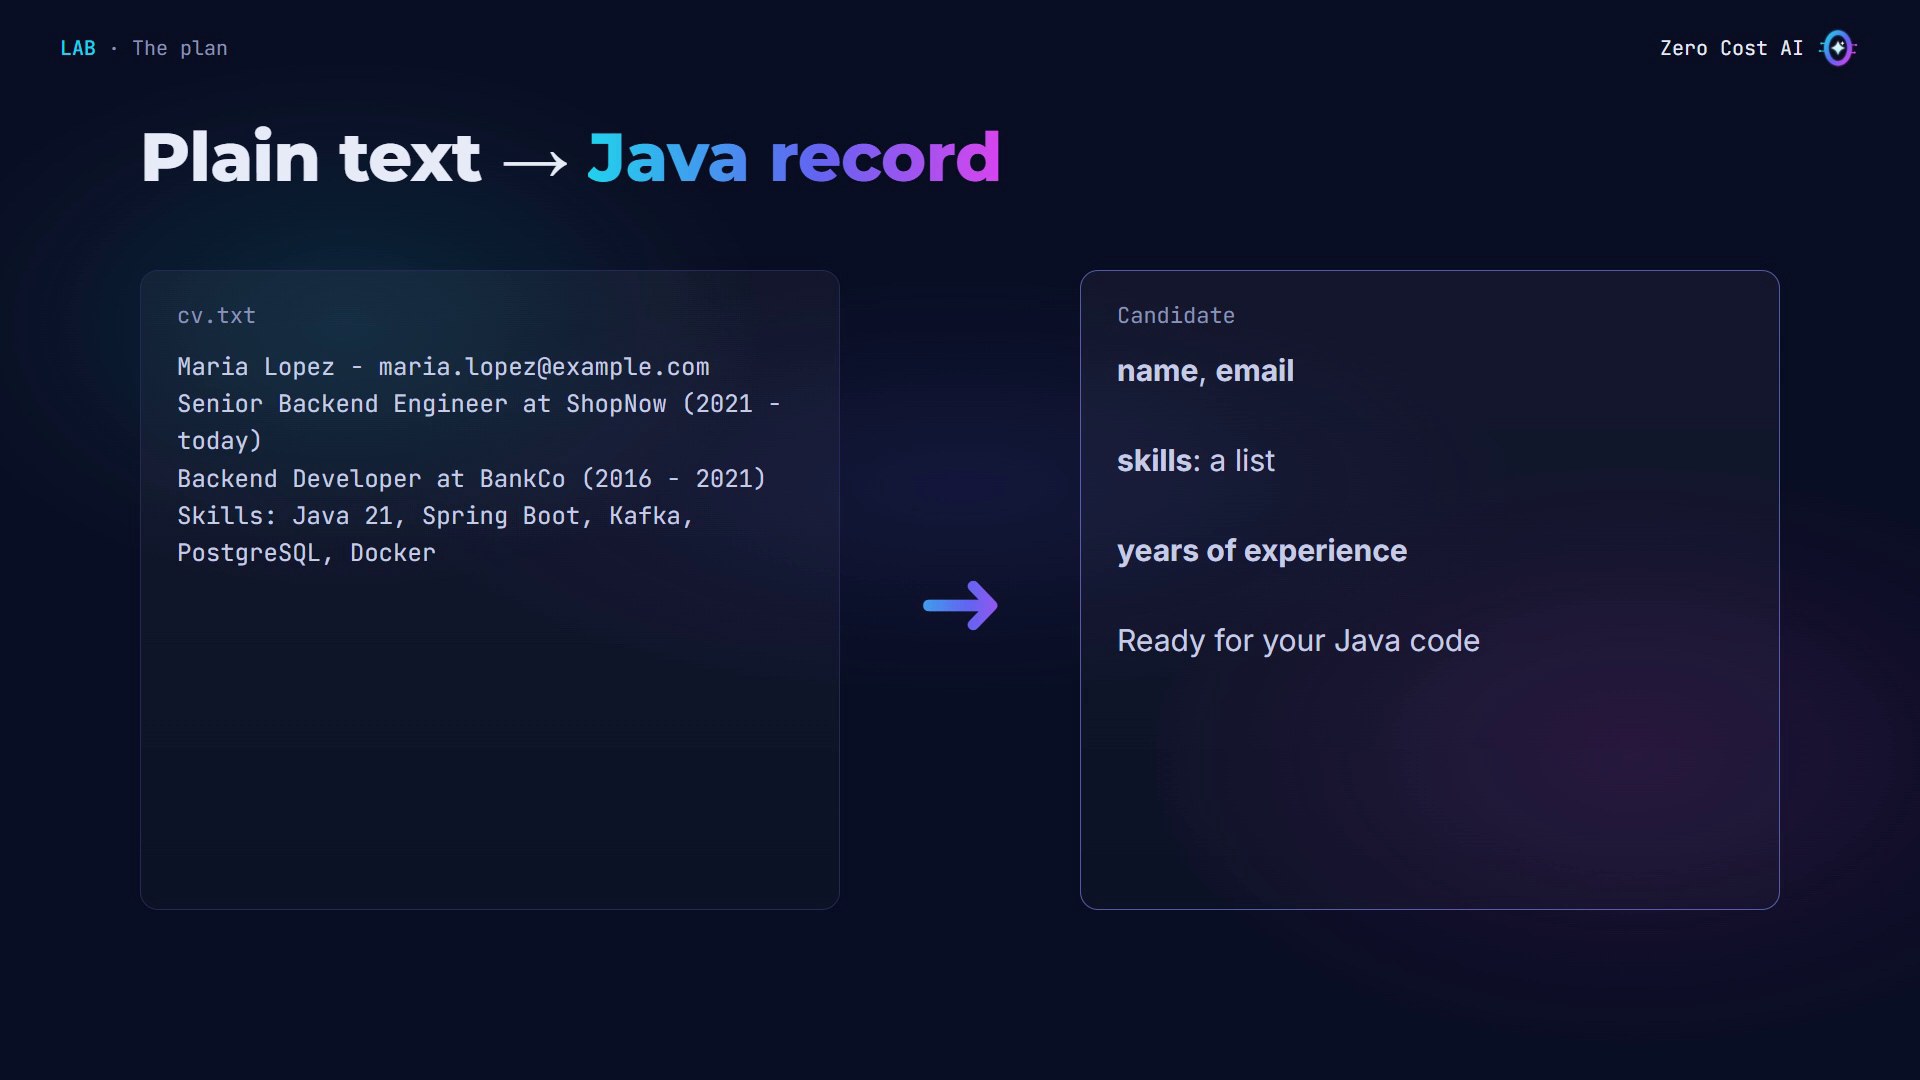 LAB · The plan
Zero Cost AI
Plain text → Java record
cv.txt
Maria Lopez - maria.lopez@example.com
Senior Backend Engineer at ShopNow (2021 -
today)
Backend Developer at BankCo (2016 - 2021)
Skills: Java 21, Spring Boot, Kafka,
PostgreSQL, Docker
→
Candidate
name, email
skills: a list
years of experience
Ready for your Java code